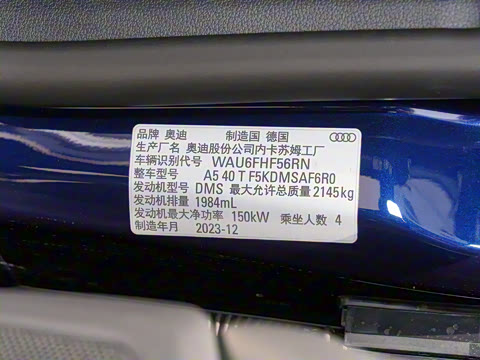 品牌 奥迪 制造国 德国
生产厂名 奥迪股份公司内卡苏姆工厂
车辆识别代号 WAU6FHF56RN
整车型号 A5 40 T F5KDMSAF6R0
发动机型号 DMS 最大允许总质量 2145kg
发动机排量 1984mL
发动机最大净功率 150kW 乘坐人数 4
制造年月 2023-12